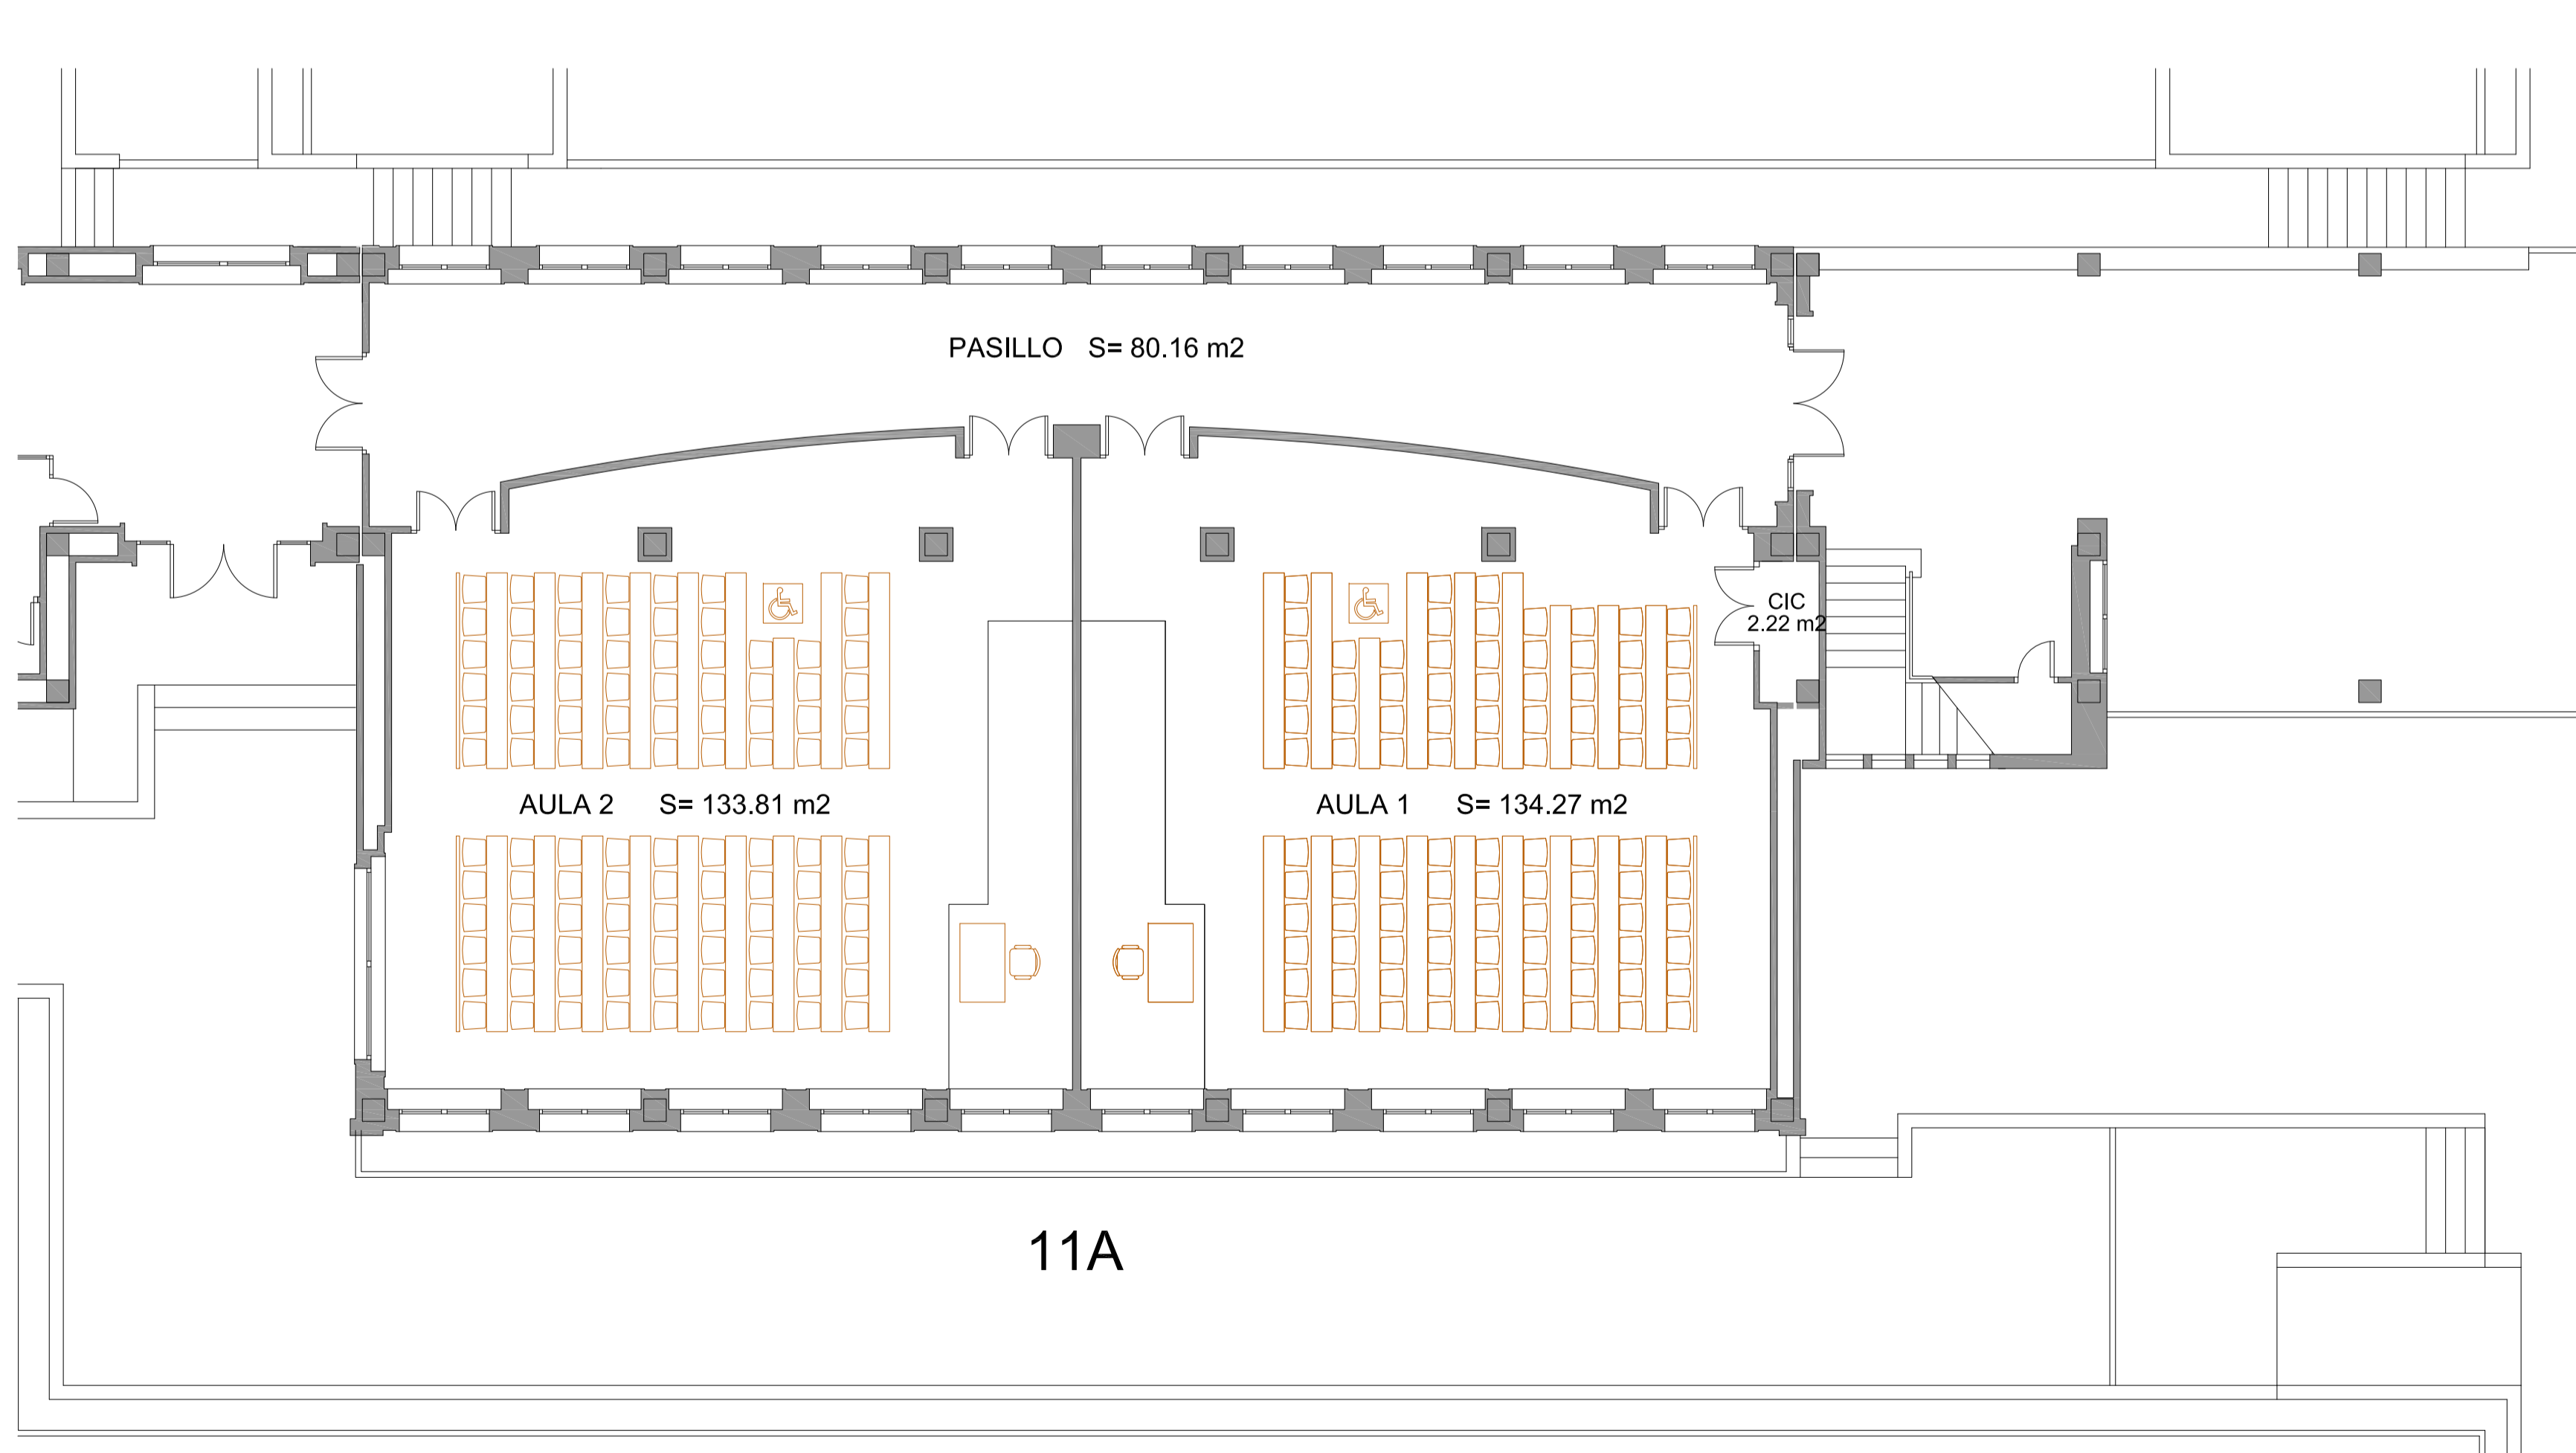 PASILLO S= 80.16 m2
CIC
2.22 m2
AULA 2 S= 133.81 m2
AULA 1 S= 134.27 m2
11A